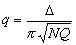 q = Δ / (π√(NQ))